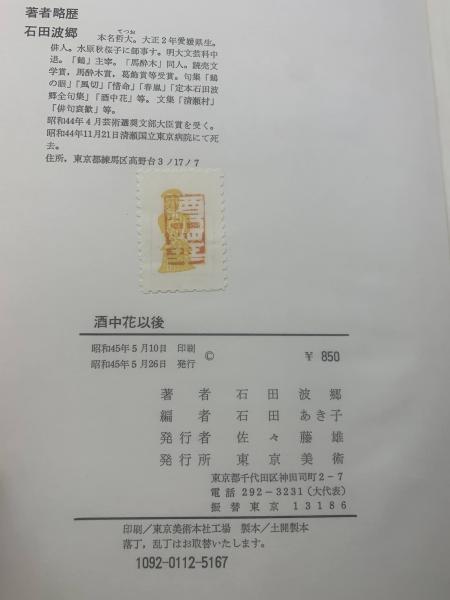 著者略歴
石田波郷 本名哲大。大正2年愛媛県生。
てつお
俳人。水原秋桜子に師事す。明大文芸科中
退。「鶴」主宰。「馬酔木」同人。読売文
学賞，馬酔木賞，葛飾賞等受賞。句集「鶴
の眼」「風切」「惜命」「春嵐」「定本石田波
郷全句集」「酒中花」等。文集「清瀬村」
「俳句哀歓」等。
昭和44年4月芸術選奨文部大臣賞を受く。
昭和44年11月21日清瀬国立東京病院にて死
去。
住所，東京都練馬区高野台3ノ17ノ7
酒中花以後
昭和45年5月10日 印刷
昭和45年5月26日 発行
© ￥850
著者 石田波郷
編者 石田あき子
発行者 佐々藤雄
発行所 東京美術
東京都千代田区神田司町2－7
電話 292－3231（大代表）
振替東京 13186
印刷／東京美術本社工場 製本／土開製本
落丁，乱丁はお取替いたします。
1092-0112-5167